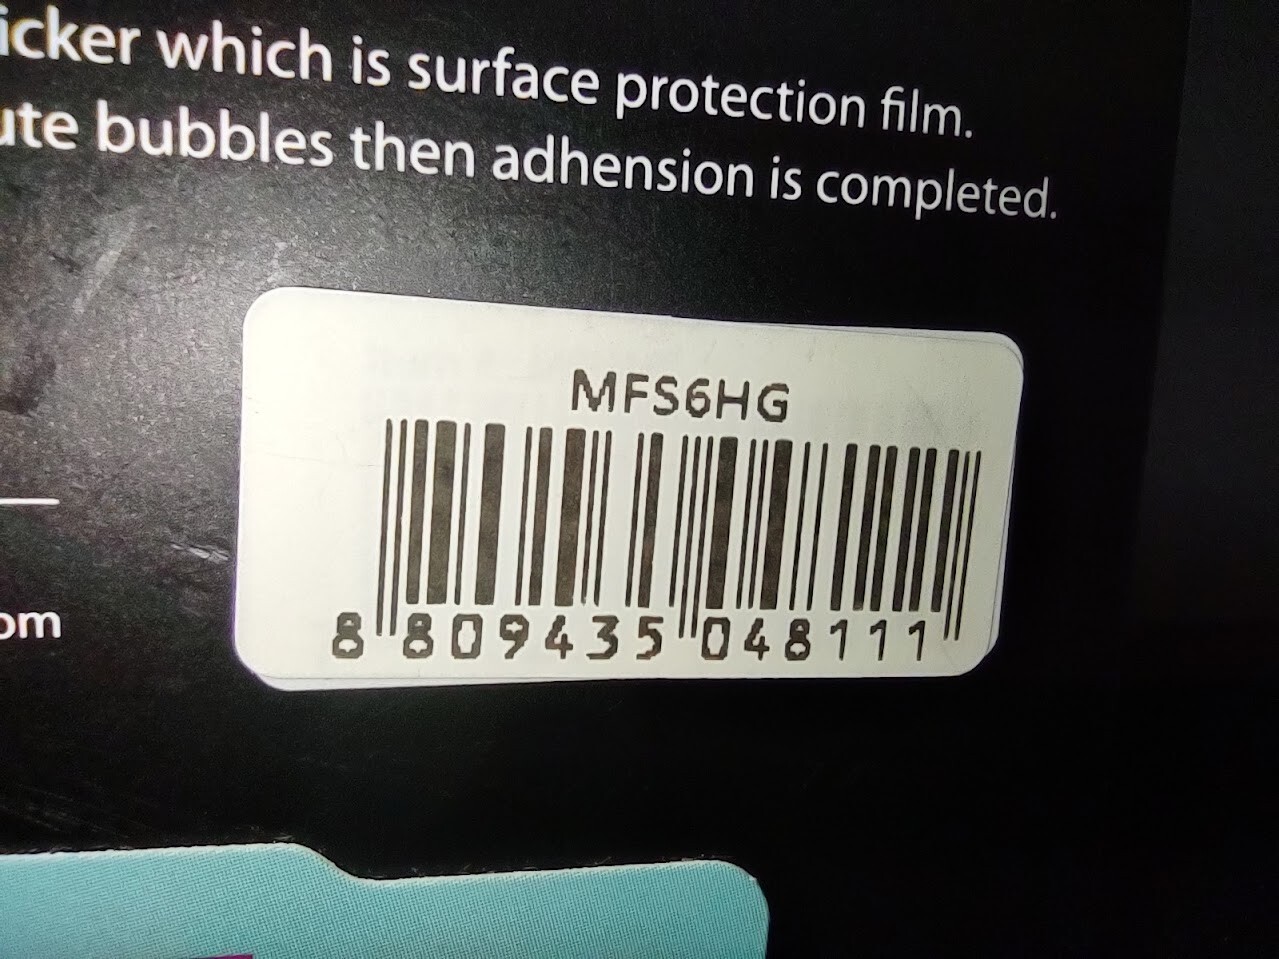 icker which is surface protection film.
ute bubbles then adhension is completed.
MFS6HG
8 809435 048111
om